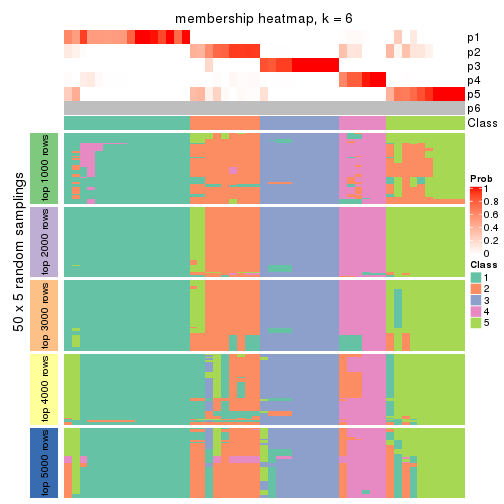 membership heatmap, k = 6
p1
p2
p3
p4
p5
p6
Class
50 x 5 random samplings
top 1000 rows
top 2000 rows
top 3000 rows
top 4000 rows
top 5000 rows
Prob
1
0.8
0.6
0.4
0.2
0
Class
1
2
3
4
5